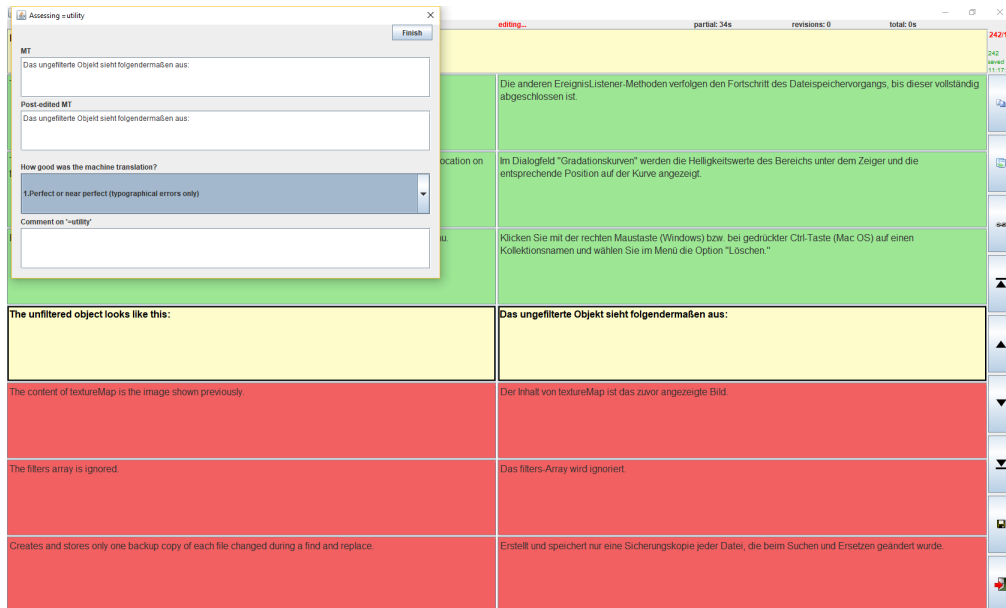 Assessing =utility
Finish
MT
Das ungefilterte Objekt sieht folgendermaßen aus:
Post-edited MT
Das ungefilterte Objekt sieht folgendermaßen aus:
How good was the machine translation?
1.Perfect or near perfect (typographical errors only)
Comment on '=utility'
editing...
partial: 34s
revisions: 0
total: 0s
242/1
242
saved
11:17:
Die anderen EreignisListener-Methoden verfolgen den Fortschritt des Dateispeichervorgangs, bis dieser vollständig
abgeschlossen ist.
ocation on
Im Dialogfeld "Gradationskurven" werden die Helligkeitswerte des Bereichs unter dem Zeiger und die
entsprechende Position auf der Kurve angezeigt.
u.
Klicken Sie mit der rechten Maustaste (Windows) bzw. bei gedrückter Ctrl-Taste (Mac OS) auf einen
Kollektionsnamen und wählen Sie im Menü die Option "Löschen."
The unfiltered object looks like this:
Das ungefilterte Objekt sieht folgendermaßen aus:
The content of textureMap is the image shown previously.
Der Inhalt von textureMap ist das zuvor angezeigte Bild.
The filters array is ignored.
Das filters-Array wird ignoriert.
Creates and stores only one backup copy of each file changed during a find and replace.
Erstellt und speichert nur eine Sicherungskopie jeder Datei, die beim Suchen und Ersetzen geändert wurde.